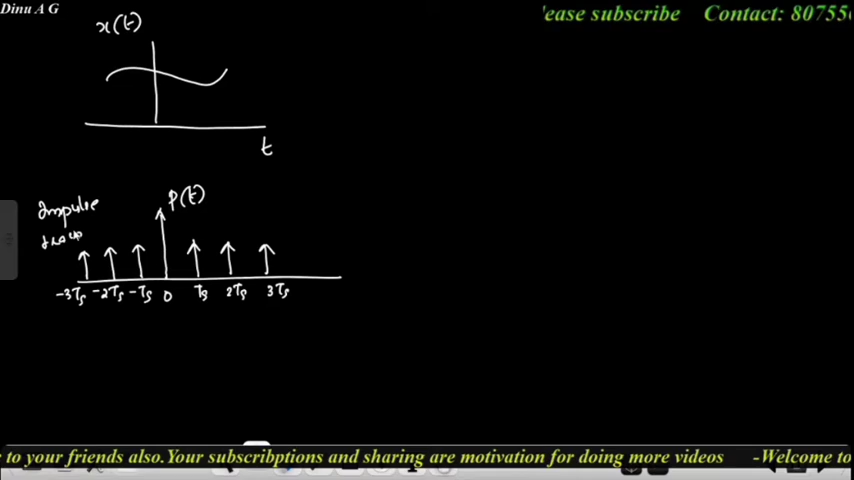 Dinu A G
lease subscribe Contact: 80755
x(t)
t
P(t)
Impulse
-3Ts -2Ts -Ts 0 Ts 2Ts 3Ts
to your friends also.Your subscribptions and sharing are motivation for doing more videos -Welcome to